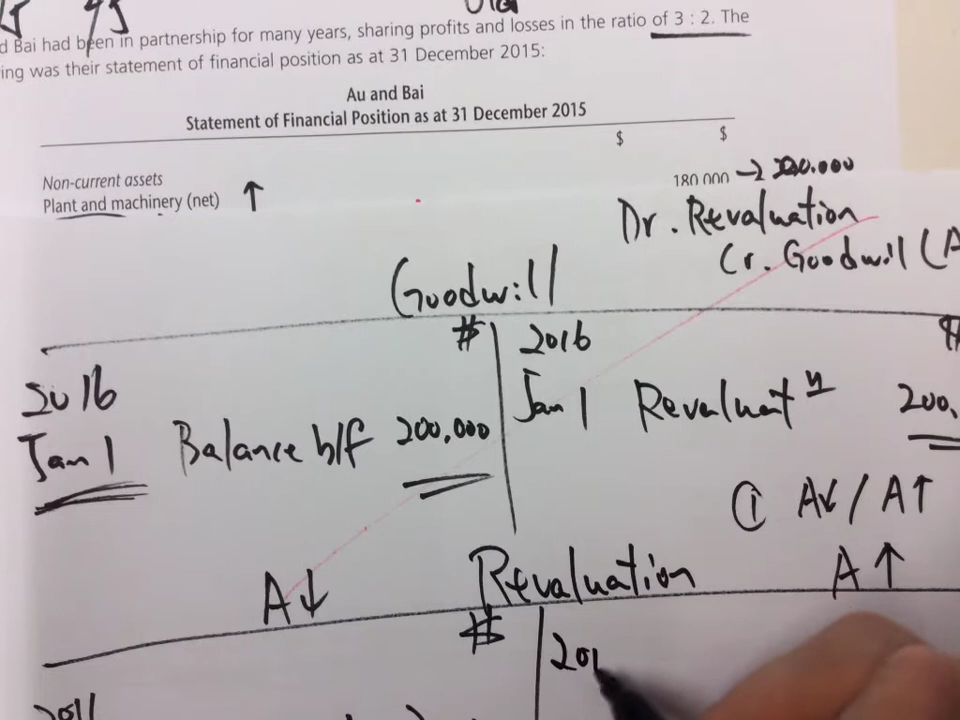 d Bai had been in partnership for many years, sharing profits and losses in the ratio of 3 : 2. The
ing was their statement of financial position as at 31 December 2015:
Au and Bai
Statement of Financial Position as at 31 December 2015
$ $
Non-current assets
Plant and machinery (net) ↑ 180 000 →
Dr. Revaluation
Cr. Goodwill (A
Goodwill
$ 2016 $
2016
Jan 1 Balance b/f 200,000 Jan 1 Revaluatⁿ 200,
① A↓ / A↑
A↓ Revaluation A↑
$ 201